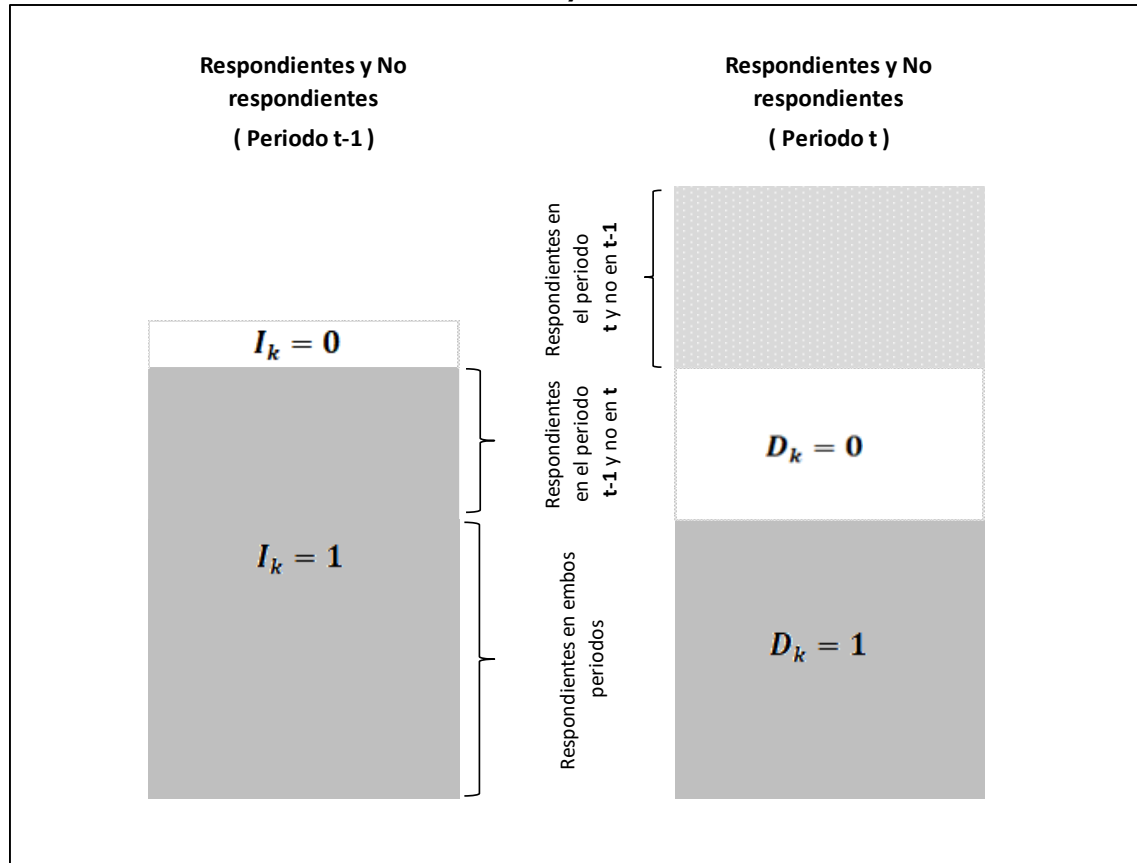 Respondientes y No
respondientes
( Periodo t-1 )
Respondientes y No
respondientes
( Periodo t )
Respondientes en
el periodo
t y no en t-1
I_k = 0
Respondientes
en el periodo
t-1 y no en t
D_k = 0
I_k = 1
Respondientes en embos
periodos
D_k = 1